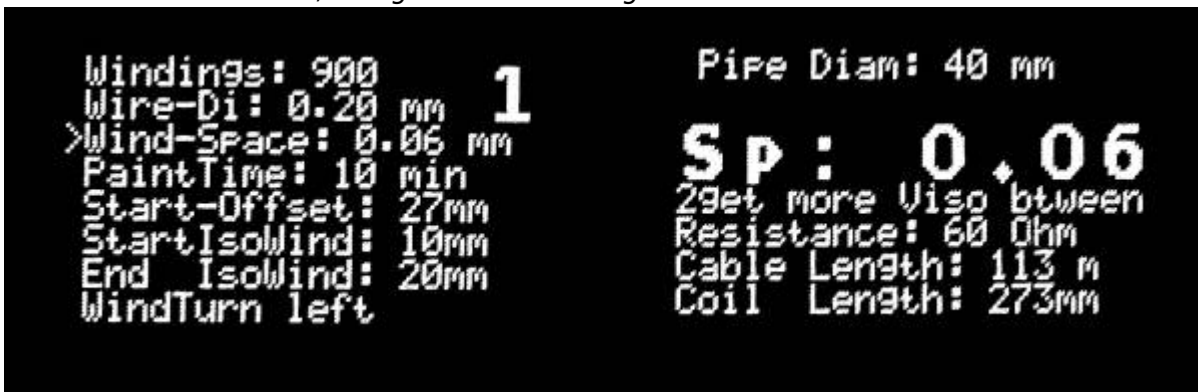 Windings: 900
Wire-Di: 0.20 mm
1
>Wind-Space: 0.06 mm
PaintTime: 10 min
Start-Offset: 27mm
StartIsoWind: 10mm
End IsoWind: 20mm
WindTurn left
Pipe Diam: 40 mm
Sp: 0.06
2get more Viso btween
Resistance: 60 Ohm
Cable Length: 113 m
Coil Length: 273mm